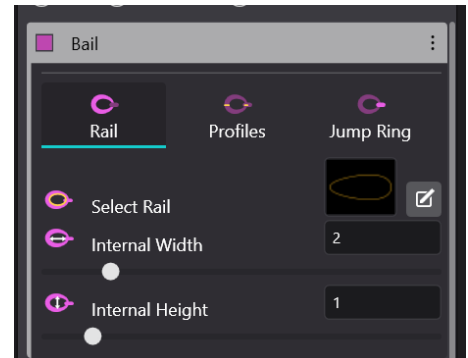 Bail
Rail Profiles Jump Ring
Select Rail
Internal Width 2
Internal Height 1